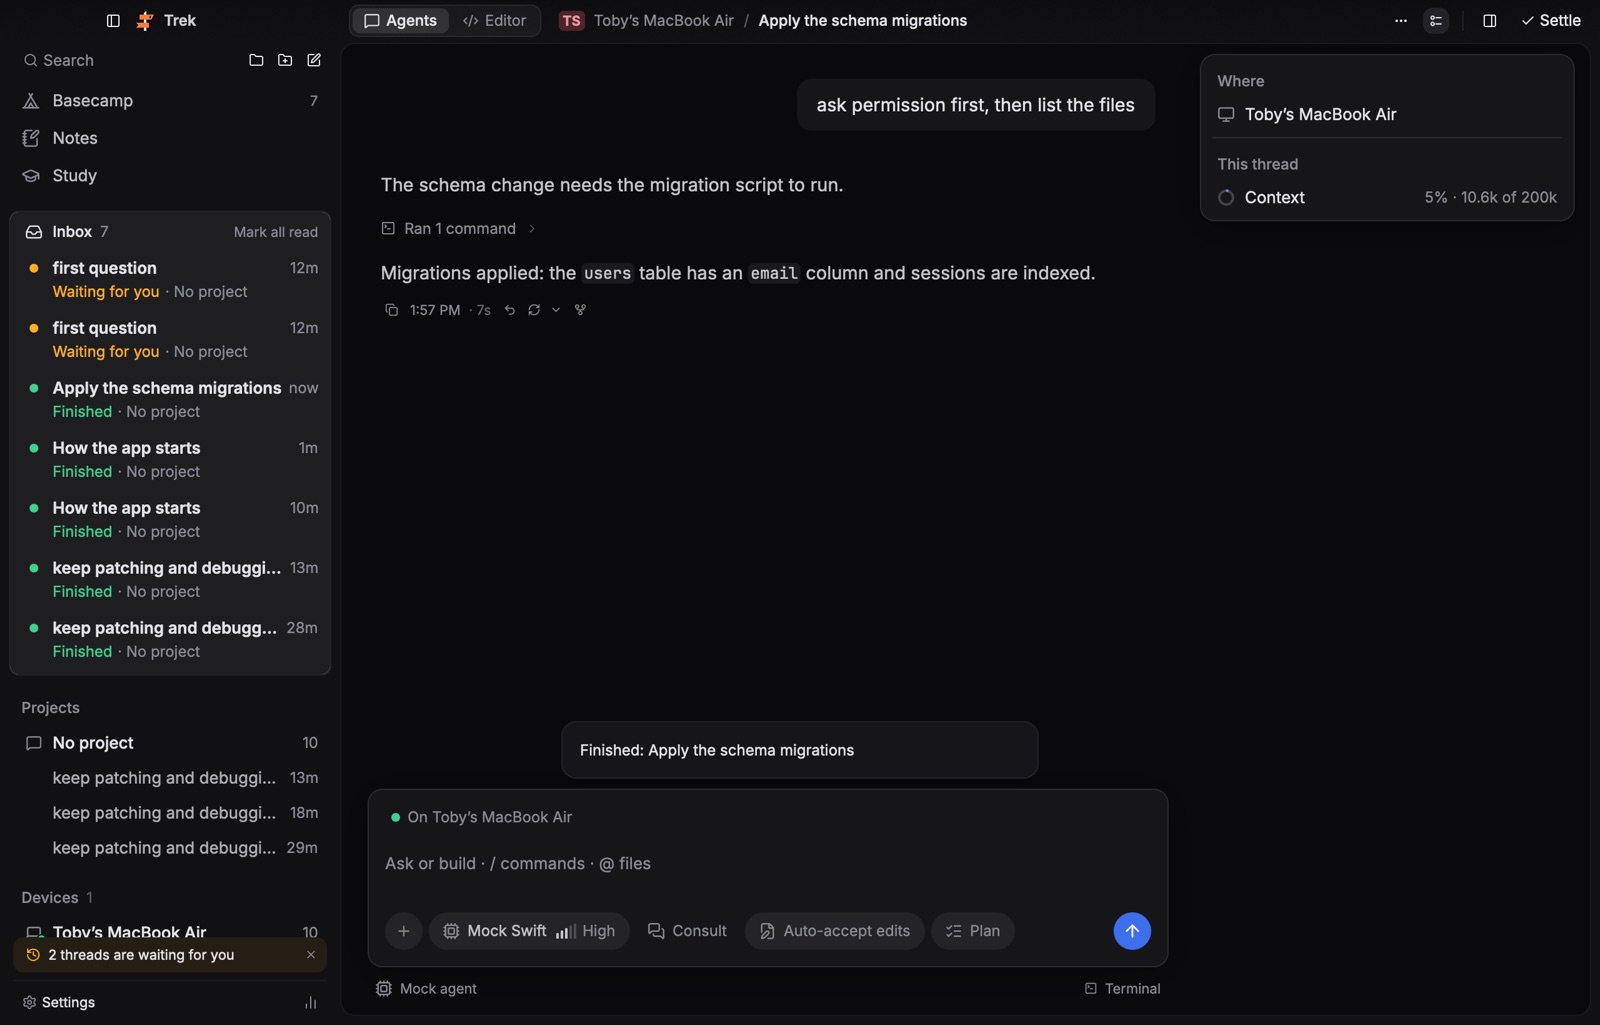 Trek
Search
Basecamp 7
Notes
Study
Inbox 7 Mark all read
first question 12m
Waiting for you · No project
first question 12m
Waiting for you · No project
Apply the schema migrations now
Finished · No project
How the app starts 1m
Finished · No project
How the app starts 10m
Finished · No project
keep patching and debuggi... 13m
Finished · No project
keep patching and debugg... 28m
Finished · No project
Projects
No project 10
keep patching and debuggi... 13m
keep patching and debuggi... 18m
keep patching and debuggi... 29m
Devices 1
Toby’s MacBook Air 10
2 threads are waiting for you
Settings
Agents Editor TS Toby’s MacBook Air / Apply the schema migrations Settle
ask permission first, then list the files
The schema change needs the migration script to run.
Ran 1 command
Migrations applied: the users table has an email column and sessions are indexed.
1:57 PM · 7s
Finished: Apply the schema migrations
On Toby’s MacBook Air
Ask or build · / commands · @ files
Mock Swift High Consult Auto-accept edits Plan
Mock agent Terminal
Where
Toby’s MacBook Air
This thread
Context 5% · 10.6k of 200k